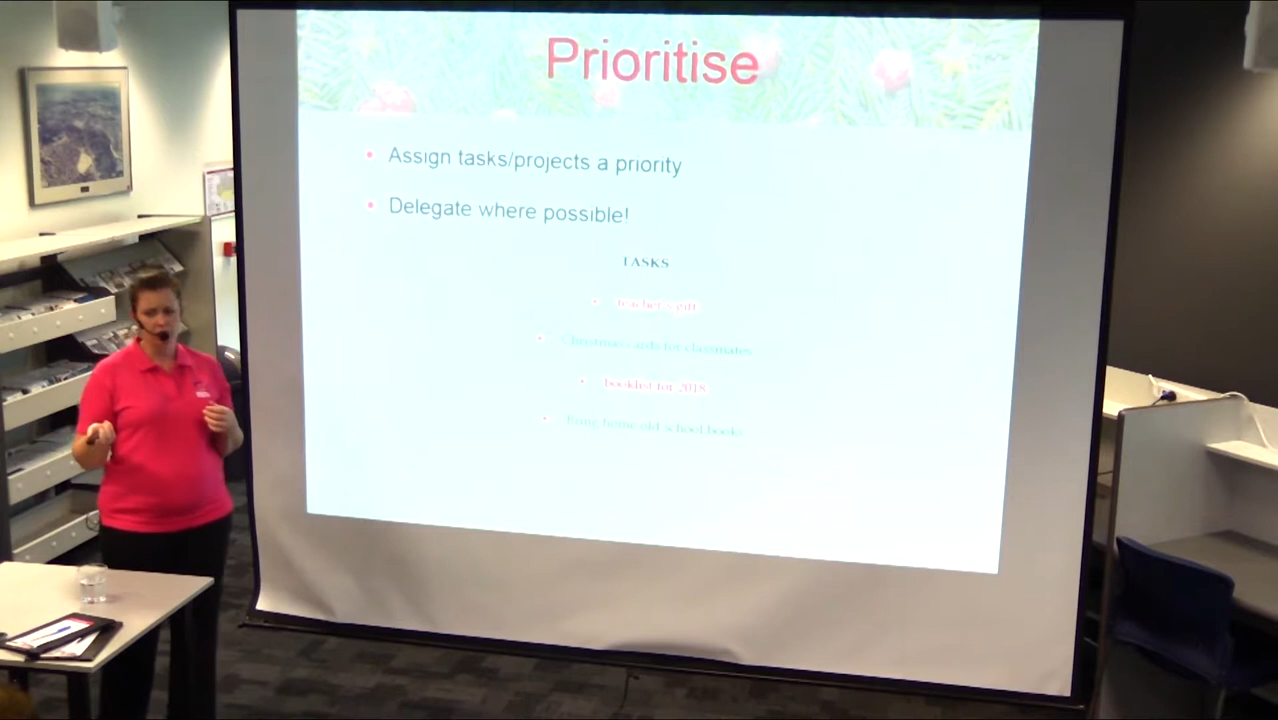 Prioritise
• Assign tasks/projects a priority
• Delegate where possible!
TASKS
• teacher's gift
• Christmas cards for classmates
• booklist for 2018
• Bring home old school books